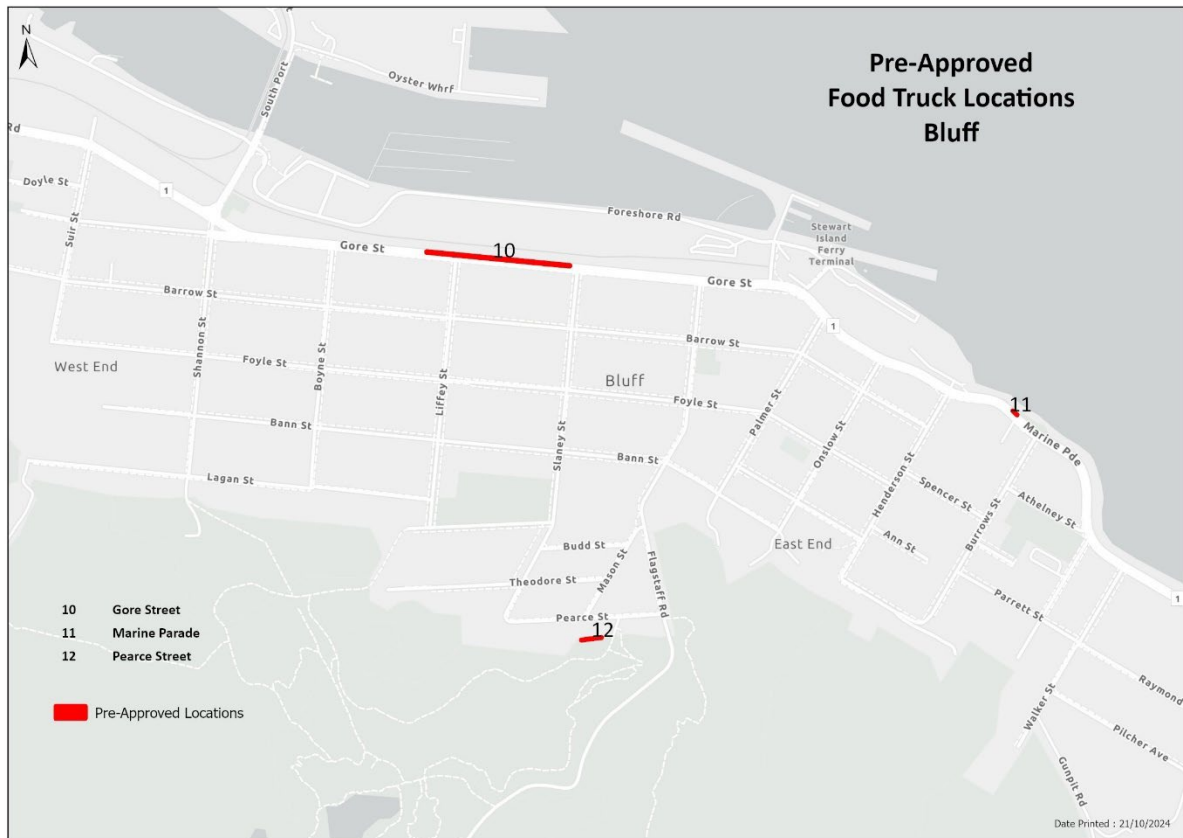 N
Pre-Approved
Food Truck Locations
Bluff
South Port
Oyster Whrf
Rd
Doyle St
1
Suir St
Foreshore Rd
Stewart
Island
Ferry
Terminal
Gore St
10
Gore St
Barrow St
1
Barrow St
Shannon St
Boyne St
Liffey St
Slaney St
West End
Foyle St
Bluff
Foyle St
Palmer St
Onslow St
11
Marine Pde
Bann St
Bann St
Henderson St
Spencer St
Athelney St
Lagan St
Burrows St
Ann St
East End
Budd St
Mason St
Flagstaff Rd
Theodore St
Parrett St
1
Pearce St
12
10 Gore Street
11 Marine Parade
12 Pearce Street
Pre-Approved Locations
Walker St
Raymond
Pilcher Ave
Gunpit Rd
Date Printed : 21/10/2024